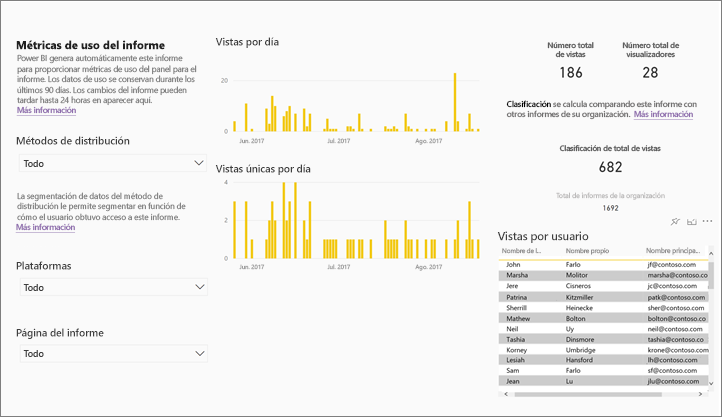 Métricas de uso del informe
Power BI genera automáticamente este informe
para proporcionar métricas de uso del panel para el
informe. Los datos de uso se conservan durante los
últimos 90 días. Los cambios del informe pueden
tardar hasta 24 horas en aparecer aquí.
Más información
Métodos de distribución
Todo
La segmentación de datos del método de
distribución le permite segmentar en función de
cómo el usuario obtuvo acceso a este informe.
Más información
Plataformas
Todo
Página del informe
Todo
Vistas por día
20
0
Jun. 2017
Jul. 2017
Ago. 2017
Vistas únicas por día
4
2
0
Jun. 2017
Jul. 2017
Ago. 2017
Número total de vistas
186
Número total de visualizadores
28
Clasificación se calcula comparando este informe con
otros informes de su organización. Más información
Clasificación de total de vistas
682
Total de informes de la organización
1692
Vistas por usuario
Nombre de l... Nombre propio Nombre principa...
John Farlo jf@contoso.com
Marsha Molitor marsha@contoso.co
Jere Cisneros jc@contoso.com
Patrina Kitzmiller patk@contoso.com
Sherrill Heinecke sher@contoso.com
Mathew Bolton bolton@contoso.co
Neil Uy neil@contoso.com
Tashia Dinsmore tashia@contoso.co
Korney Umbridge krone@contoso.com
Lesiah Hansford lh@contoso.com
Sam Farlo sf@contoso.com
Jean Lu jlu@contoso.com